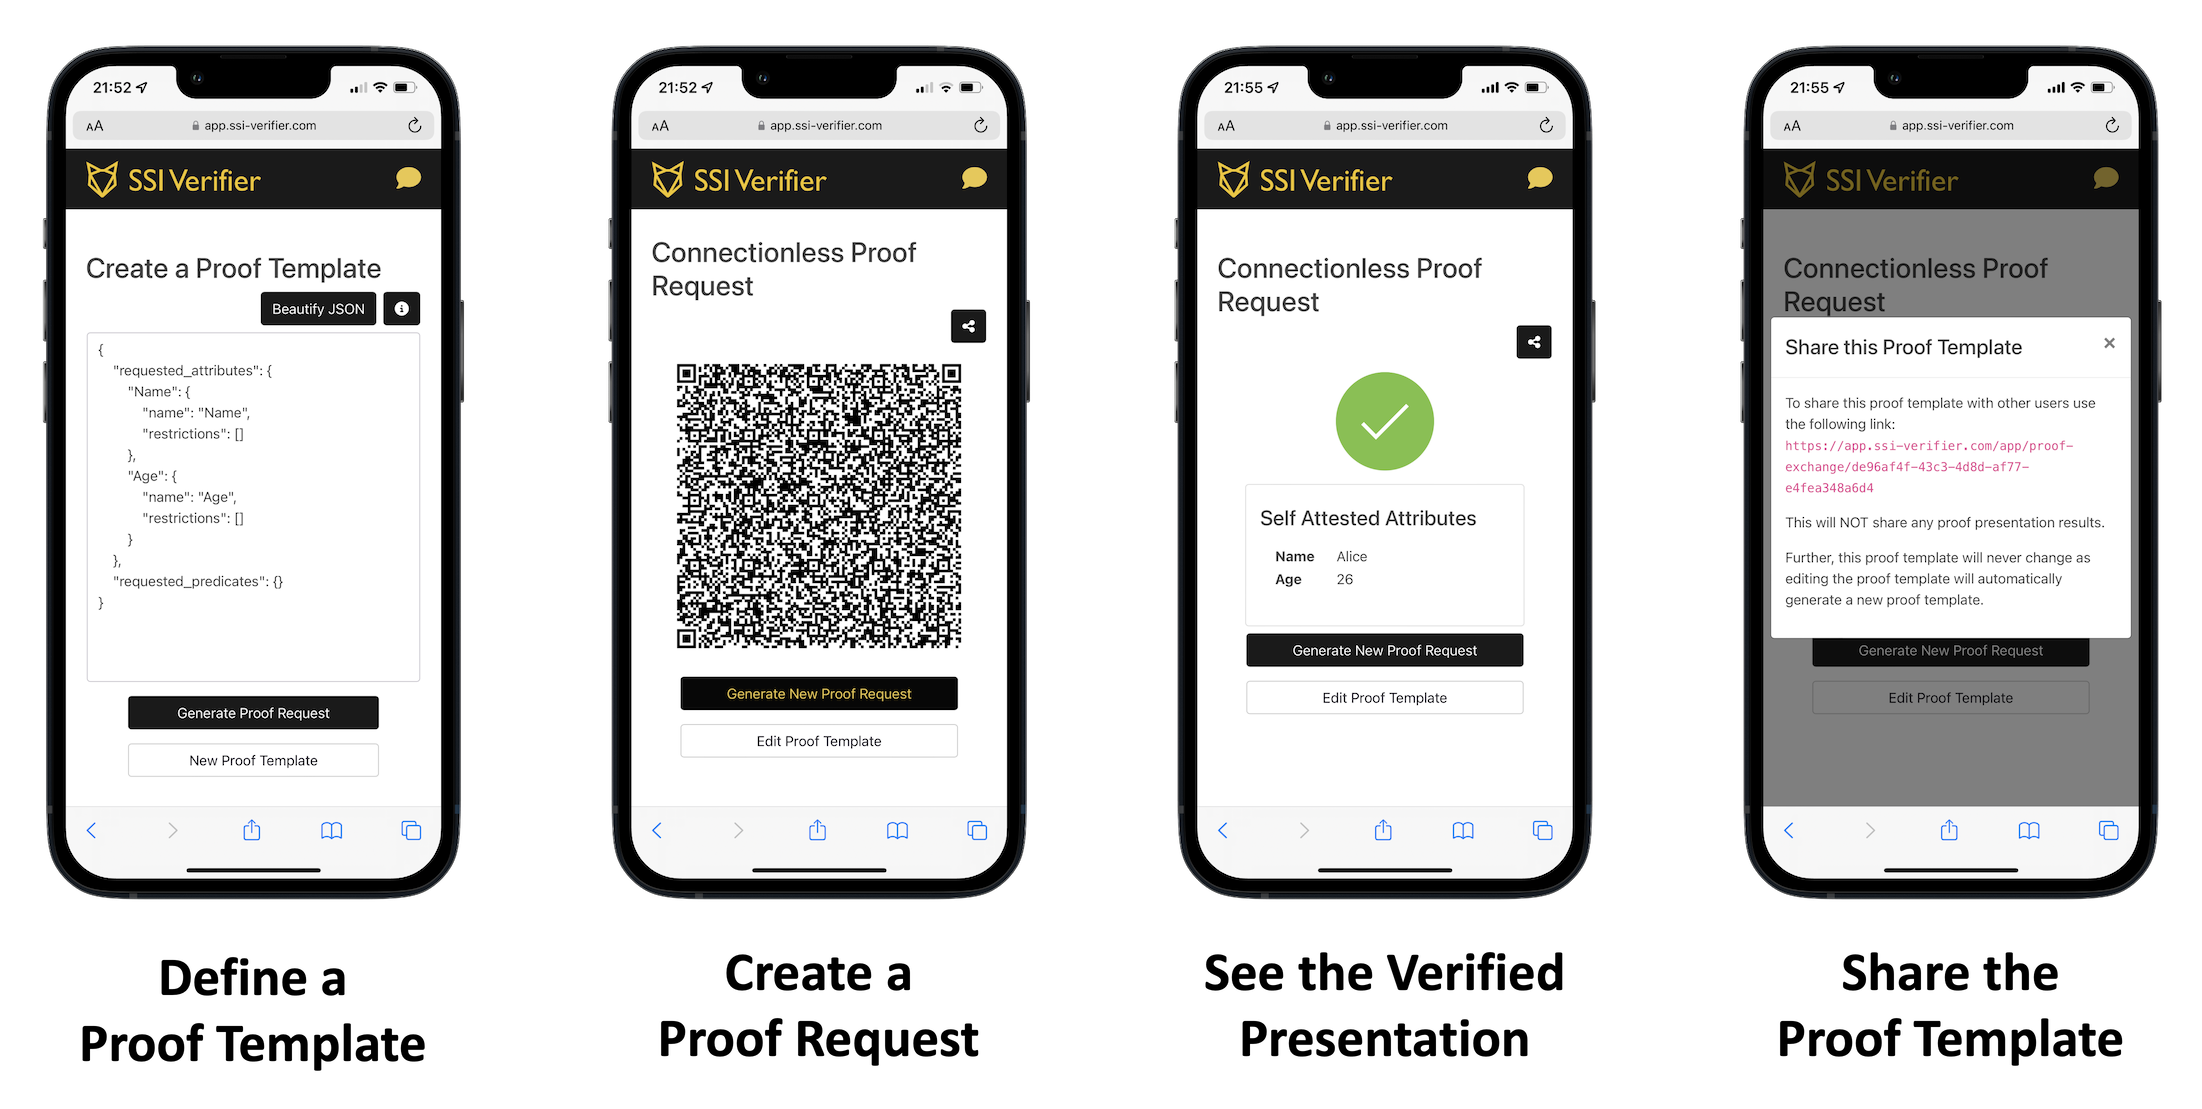 21:52
AA app.ssi-verifier.com
SSI Verifier
Create a Proof Template
Beautify JSON
{
"requested_attributes": {
"Name": {
"name": "Name",
"restrictions": []
},
"Age": {
"name": "Age",
"restrictions": []
}
},
"requested_predicates": {}
}
Generate Proof Request
New Proof Template
Define a
Proof Template
21:52
AA app.ssi-verifier.com
SSI Verifier
Connectionless Proof
Request
Generate New Proof Request
Edit Proof Template
Create a
Proof Request
21:55
AA app.ssi-verifier.com
SSI Verifier
Connectionless Proof
Request
Self Attested Attributes
Name Alice
Age 26
Generate New Proof Request
Edit Proof Template
See the Verified
Presentation
21:55
AA app.ssi-verifier.com
SSI Verifier
Connectionless Proof
Request
Share this Proof Template ×
To share this proof template with other users use
the following link:
https://app.ssi-verifier.com/app/proof-
exchange/de96af4f-43c3-4d8d-af77-
e4fea348a6d4
This will NOT share any proof presentation results.
Further, this proof template will never change as
editing the proof template will automatically
generate a new proof template.
Generate New Proof Request
Edit Proof Template
Share the
Proof Template